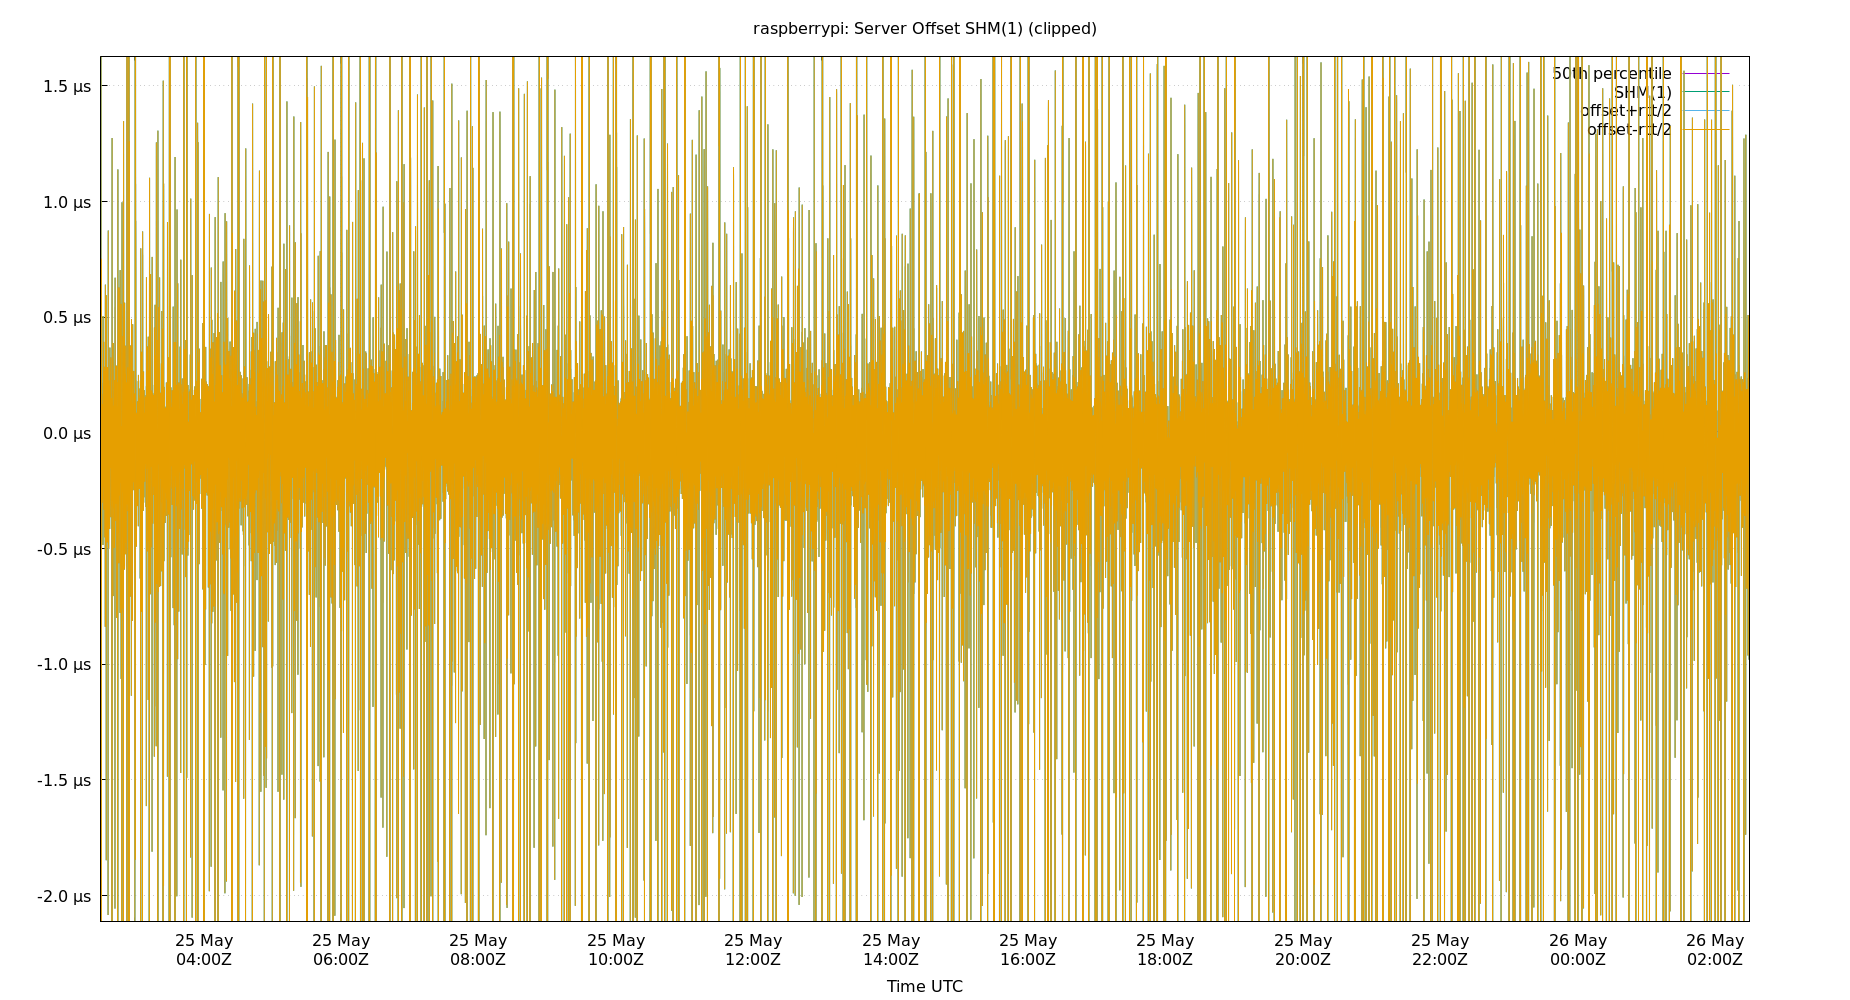 raspberrypi: Server Offset SHM(1) (clipped)
50th percentile
SHM(1)
offset+rtt/2
offset-rtt/2
1.5 µs
1.0 µs
0.5 µs
0.0 µs
-0.5 µs
-1.0 µs
-1.5 µs
-2.0 µs
25 May 25 May 25 May 25 May 25 May 25 May 25 May 25 May 25 May 25 May 26 May 26 May
04:00Z 06:00Z 08:00Z 10:00Z 12:00Z 14:00Z 16:00Z 18:00Z 20:00Z 22:00Z 00:00Z 02:00Z
Time UTC